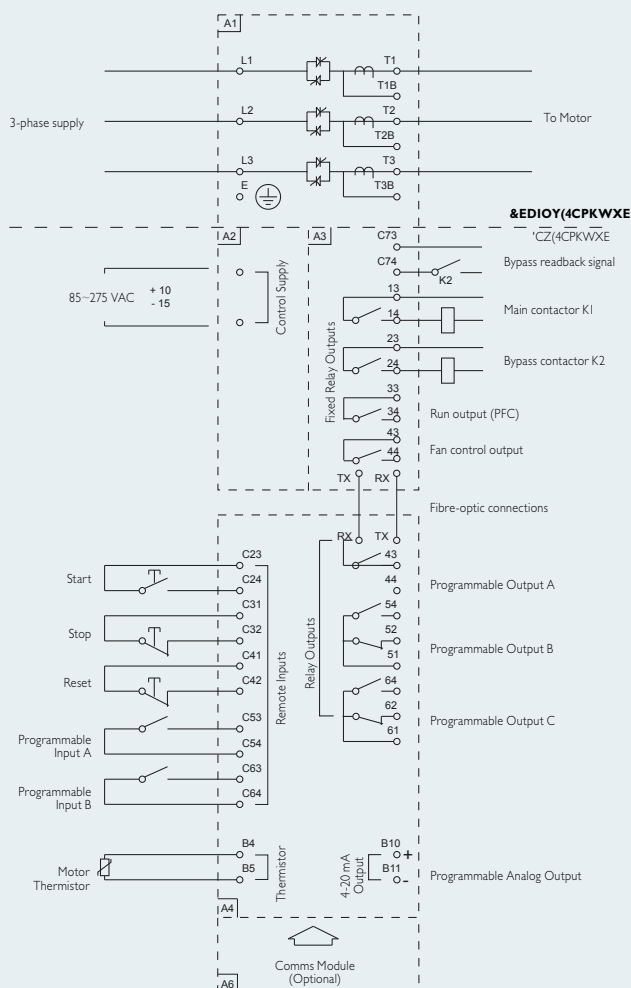 A1
L1
T1
T1B
3-phase supply
L2
T2
To Motor
T2B
L3
T3
E
T3B
&EDIOY(4CPKWXE
A2
A3
C73
'CZ(4CPKWXE
C74
Bypass readback signal
K2
85~275 VAC
+ 10
- 15
Control Supply
Fixed Relay Outputs
13
14
Main contactor K1
23
24
Bypass contactor K2
33
34
Run output (PFC)
43
44
Fan control output
TX
RX
Fibre-optic connections
RX
TX
C23
43
Start
C24
44
Programmable Output A
C31
54
Stop
C32
52
Programmable Output B
C41
51
Reset
C42
64
Remote Inputs
Relay Outputs
C53
62
Programmable Output C
Programmable
Input A
C54
61
C63
Programmable
Input B
C64
B4
B10
+
Motor
Thermistor
B5
Thermistor
4-20 mA
Output
B11
-
Programmable Analog Output
A4
Comms Module
(Optional)
A6